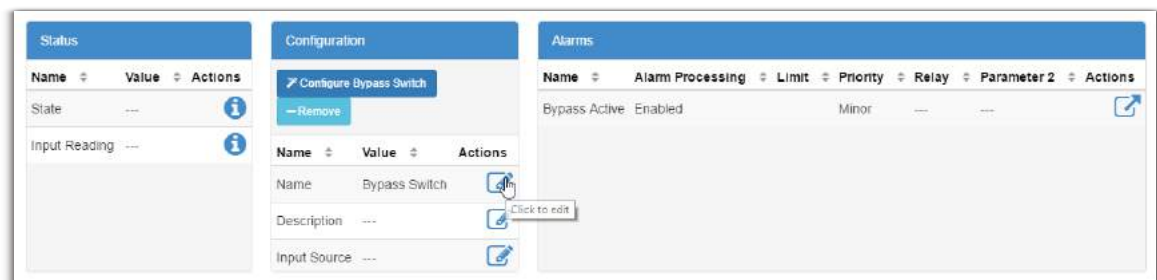 Status
Name Value Actions
State ---
Input Reading ---
Configuration
Configure Bypass Switch
Remove
Name Value Actions
Name Bypass Switch
Click to edit
Description ---
Input Source ---
Alarms
Name Alarm Processing Limit Priority Relay Parameter 2 Actions
Bypass Active Enabled Minor --- ---